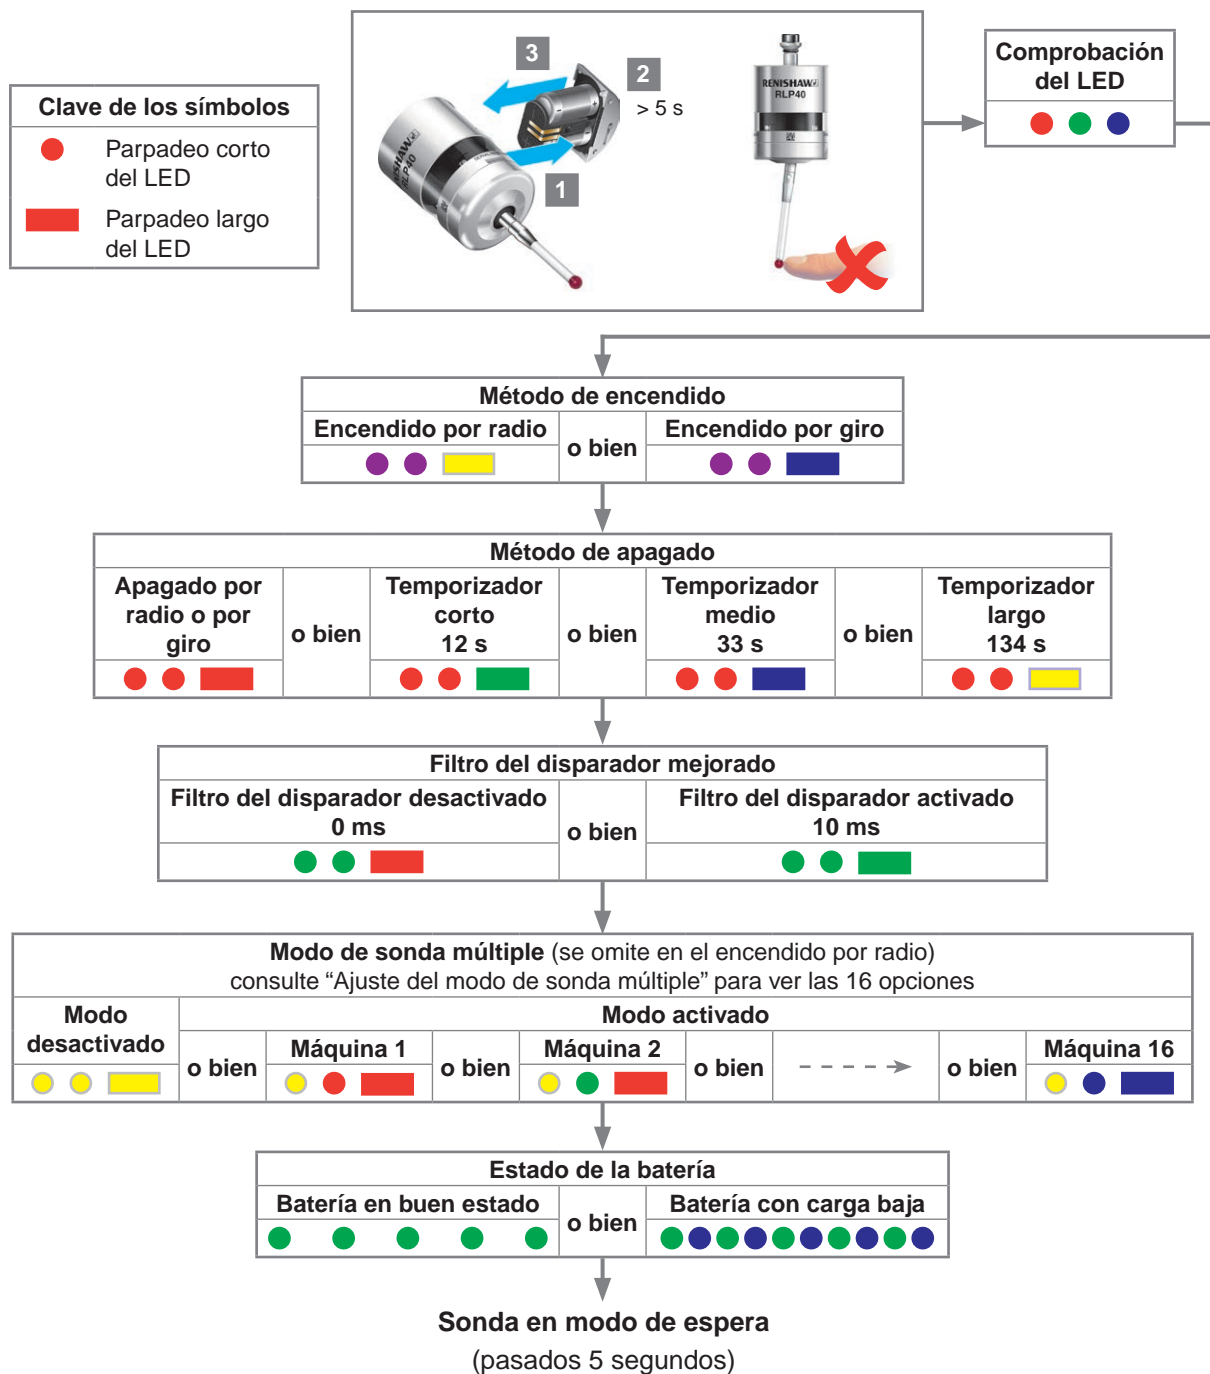 Clave de los símbolos
Parpadeo corto
del LED
Parpadeo largo
del LED
3
2
> 5 s
1
RENISHAW
RLP40
RENISHAW
RLP40
Comprobación
del LED
Método de encendido
Encendido por radio
o bien
Encendido por giro
Método de apagado
Apagado por
radio o por
giro
o bien
Temporizador
corto
12 s
o bien
Temporizador
medio
33 s
o bien
Temporizador
largo
134 s
Filtro del disparador mejorado
Filtro del disparador desactivado
0 ms
o bien
Filtro del disparador activado
10 ms
Modo de sonda múltiple (se omite en el encendido por radio)
consulte “Ajuste del modo de sonda múltiple” para ver las 16 opciones
Modo
desactivado
Modo activado
o bien
Máquina 1
o bien
Máquina 2
o bien
o bien
Máquina 16
Estado de la batería
Batería en buen estado
o bien
Batería con carga baja
Sonda en modo de espera
(pasados 5 segundos)